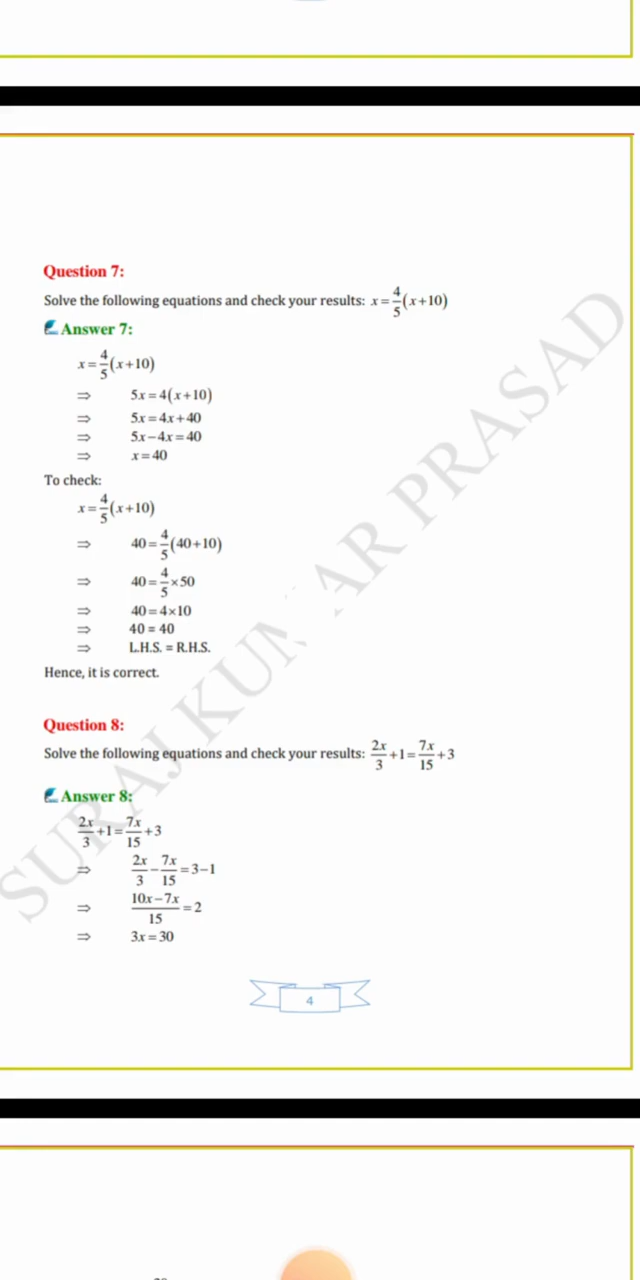 Question 7:
Solve the following equations and check your results: x = 4/5 (x+10)
Answer 7:
x = 4/5 (x+10)
⇒ 5x = 4(x+10)
⇒ 5x = 4x+40
⇒ 5x−4x = 40
⇒ x = 40
To check:
x = 4/5 (x+10)
⇒ 40 = 4/5 (40+10)
⇒ 40 = 4/5 ×50
⇒ 40 = 4×10
⇒ 40 = 40
⇒ L.H.S. = R.H.S.
Hence, it is correct.
Question 8:
Solve the following equations and check your results: 2x/3 +1 = 7x/15 +3
Answer 8:
2x/3 +1 = 7x/15 +3
⇒ 2x/3 − 7x/15 = 3−1
⇒ (10x−7x)/15 = 2
⇒ 3x = 30
4
SURAJ KUMAR PRASAD